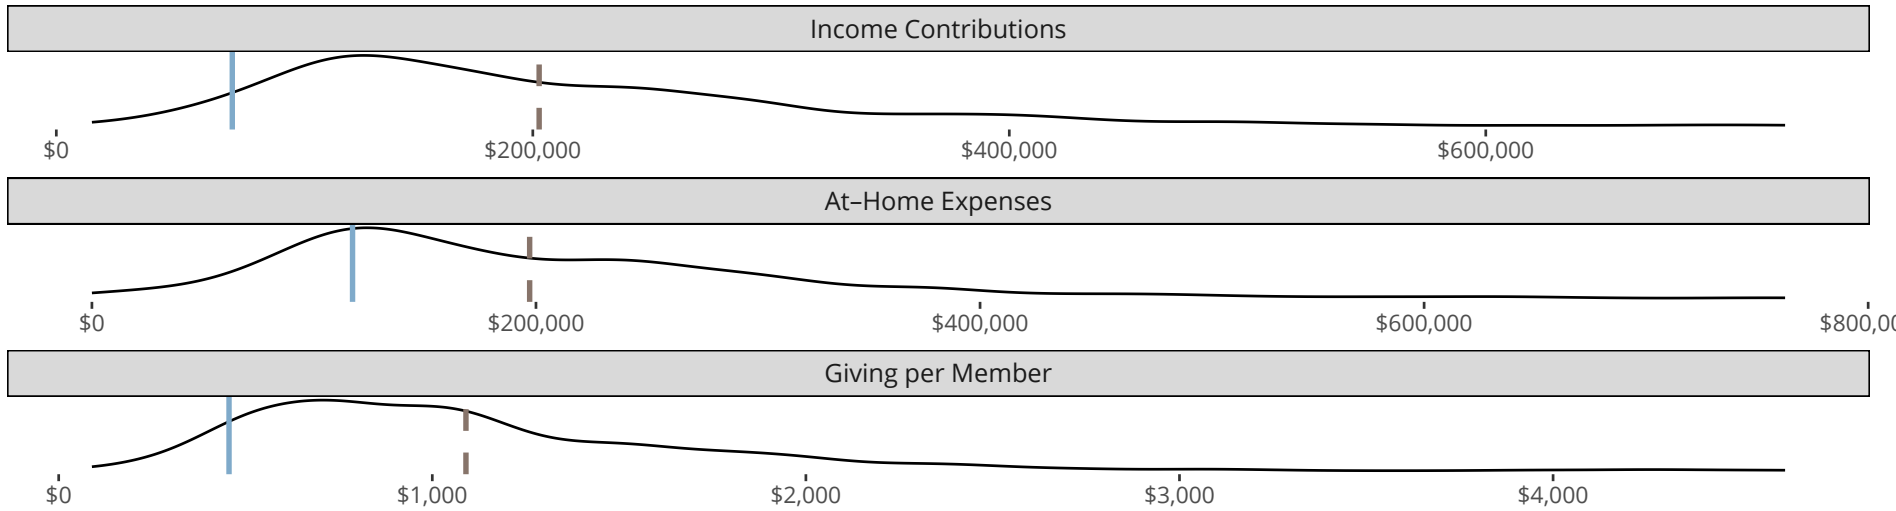 Income Contributions
$0 $200,000 $400,000 $600,000
At–Home Expenses
$0 $200,000 $400,000 $600,000
Giving per Member
$0 $1,000 $2,000 $3,000 $4,000